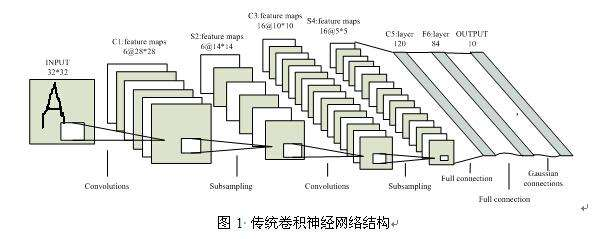 INPUT
32*32
C1:feature maps
6@28*28
S2:feature maps
6@14*14
C3:feature maps
16@10*10
S4:feature maps
16@5*5
C5:layer
120
F6:layer
84
OUTPUT
10
A
Convolutions
Subsampling
Convolutions
Subsampling
Full connection
Full connection
Gaussian
connections
图 1· 传统卷积神经网络结构